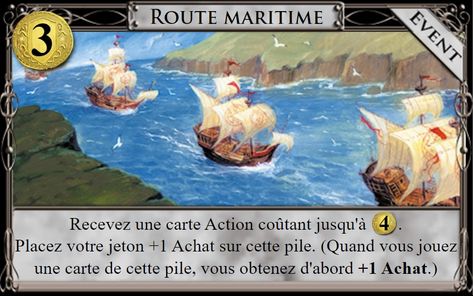 ROUTE MARITIME
3
EVENT
Recevez une carte Action coûtant jusqu'à 4.
Placez votre jeton +1 Achat sur cette pile. (Quand vous jouez
une carte de cette pile, vous obtenez d'abord +1 Achat.)